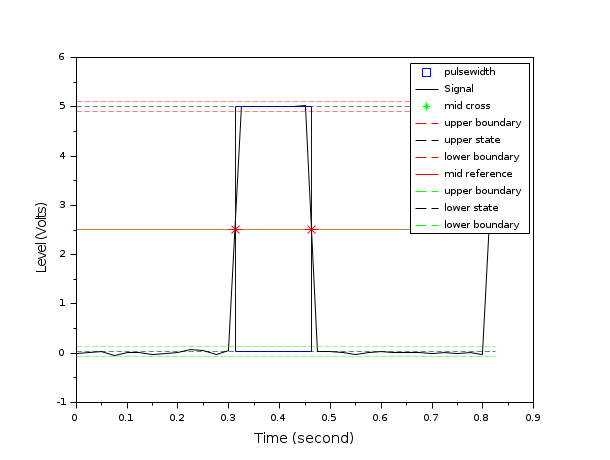 6
5
4
3
2
1
0
-1
0
0.1
0.2
0.3
0.4
0.5
0.6
0.7
0.8
0.9
Level (Volts)
Time (second)
pulsewidth
Signal
mid cross
upper boundary
upper state
lower boundary
mid reference
upper boundary
lower state
lower boundary